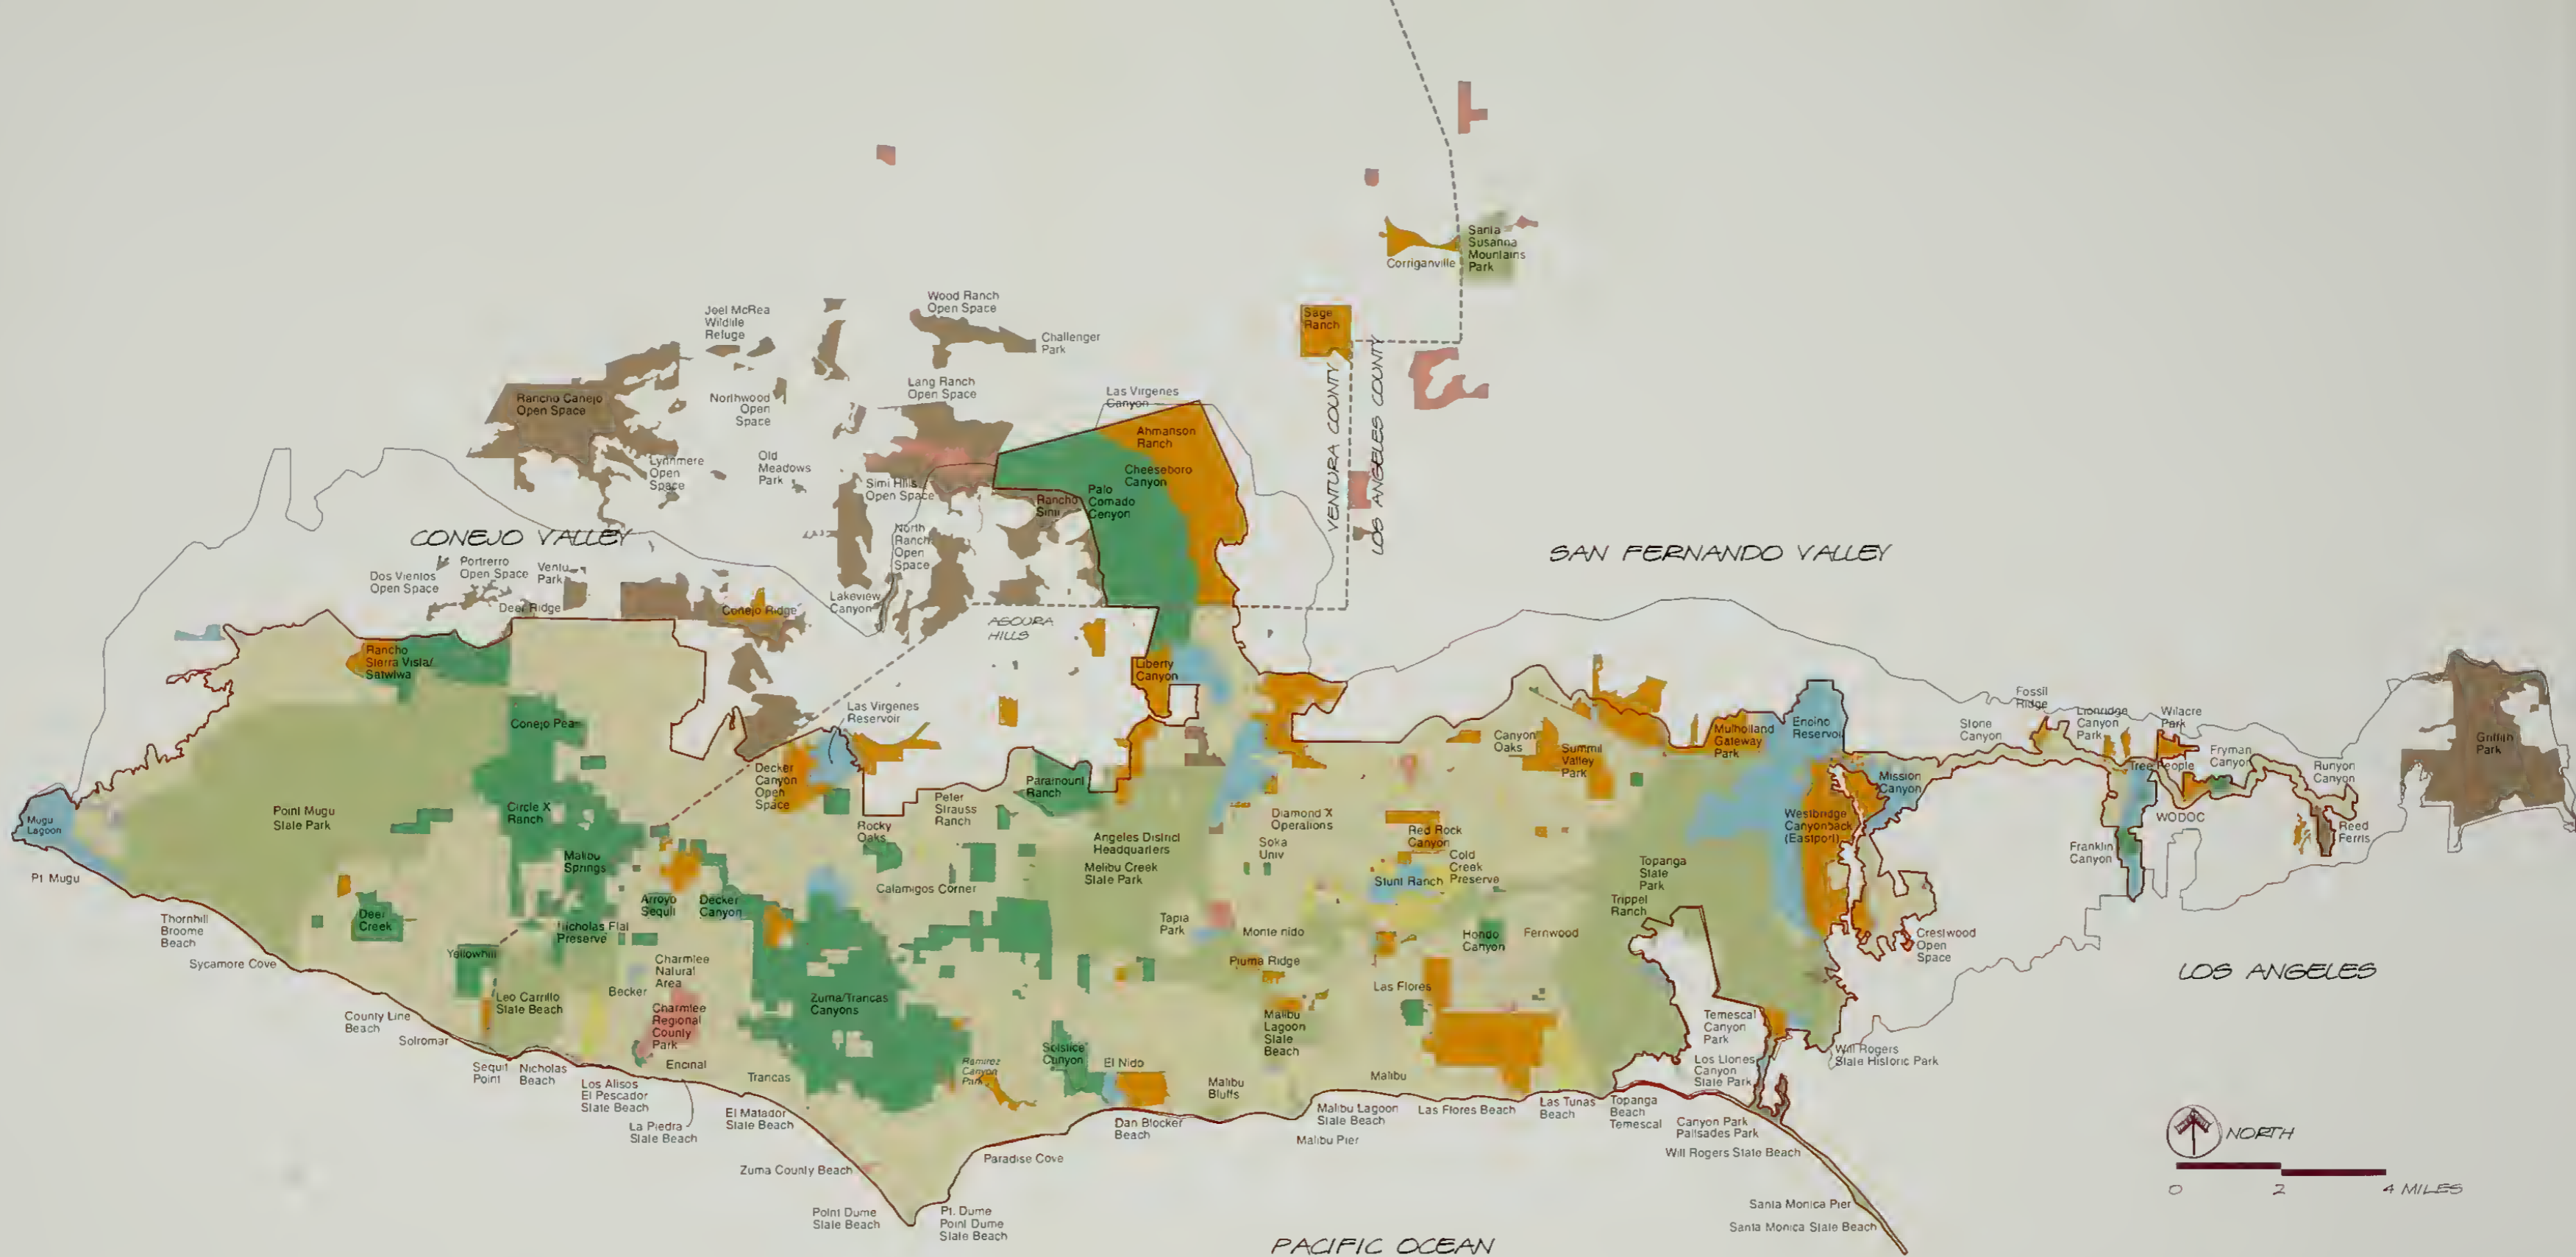 Santa
Susanna
Mountains
Park
Corriganville
Sage
Ranch
Wood Ranch
Open Space
Joel McRea
Wildlife
Refuge
Challenger
Park
VENTURA COUNTY
LOS ANGELES COUNTY
Lang Ranch
Open Space
Las Virgenes
Canyon
Rancho Canejo
Open Space
Northwood
Open
Space
Ahmanson
Ranch
Lynnmere
Open
Space
Old
Meadows
Park
Simi Hills
Open Space
Cheeseboro
Canyon
Palo
Comado
Canyon
Rancho
Simi
CONEJO VALLEY
North
Ranch
Open
Space
SAN FERNANDO VALLEY
Dos Vientos
Open Space
Portrerro
Open Space
Ventu
Park
Deer Ridge
Conejo Ridge
Lakeview
Canyon
AGOURA
HILLS
Rancho
Sierra Vista/
Satwiwa
Liberty
Canyon
Conejo Peak
Las Virgenes
Reservoir
Canyon
Oaks
Summit
Valley
Park
Mulholland
Gateway
Park
Encino
Reservoir
Stone
Canyon
Fossil
Ridge
Lionridge
Canyon
Park
Wilacre
Park
Fryman
Canyon
Tree People
Runyon
Canyon
Griffith
Park
Mission
Canyon
Decker
Canyon
Open
Space
Paramount
Ranch
Peter
Strauss
Ranch
Mugu
Lagoon
Point Mugu
State Park
Circle X
Ranch
Rocky
Oaks
Diamond X
Operations
Angeles District
Headquarters
Malibu Creek
State Park
Soka
Univ
Red Rock
Canyon
Cold
Creek
Preserve
Stunt Ranch
Westbridge
Canyonback
(Eastport)
WODOC
Reed
Ferris
Franklin
Canyon
Pt. Mugu
Malibu
Springs
Calamigos Corner
Topanga
State
Park
Trippet
Ranch
Thornhill
Broome
Beach
Deer
Creek
Arroyo
Sequit
Decker
Canyon
Nicholas Flat
Preserve
Tapia
Park
Monte nido
Hondo
Canyon
Fernwood
Crestwood
Open
Space
LOS ANGELES
Sycamore Cove
Yellowhill
Charmlee
Natural
Area
Piuma Ridge
Leo Carrillo
State Beach
Becker
Charmlee
Regional
County
Park
Zuma/Trancas
Canyons
Las Flores
County Line
Beach
Solromar
Malibu
Lagoon
State
Beach
Temescal
Canyon
Park
Will Rogers
State Historic Park
Sequit
Point
Nicholas
Beach
Encinal
Trancas
Ramirez
Canyon
Park
Solstice
Canyon
El Nido
Malibu
Bluffs
Malibu
Los Liones
Canyon
State Park
Los Alisos
El Pescador
State Beach
La Piedra
State Beach
El Matador
State Beach
Dan Blocker
Beach
Malibu Lagoon
State Beach
Malibu Pier
Las Flores Beach
Las Tunas
Beach
Topanga
Beach
Temescal
Canyon Park
Palisades Park
Will Rogers State Beach
Zuma County Beach
Paradise Cove
Point Dume
State Beach
Pt. Dume
Point Dume
State Beach
Santa Monica Pier
Santa Monica State Beach
PACIFIC OCEAN
NORTH
0 2 4 MILES